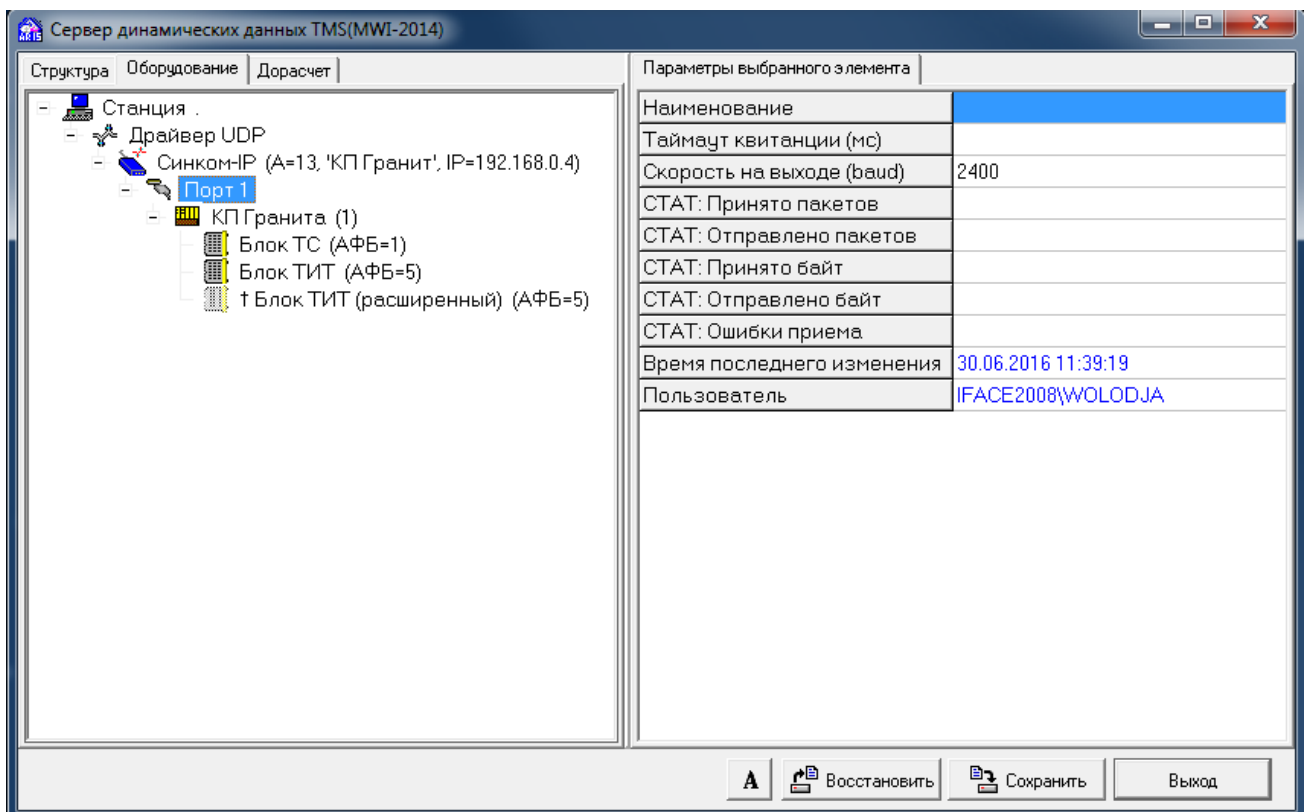 Сервер динамических данных TMS(MWI-2014)
Структура Оборудование Дорасчет
Станция .
Драйвер UDP
Синком-IP (А=13, 'КП Гранит', IP=192.168.0.4)
Порт 1
КП Гранита (1)
Блок ТС (АФБ=1)
Блок ТИТ (АФБ=5)
† Блок ТИТ (расширенный) (АФБ=5)
Параметры выбранного элемента
Наименование
Таймаут квитанции (мс)
Скорость на выходе (baud) 2400
СТАТ: Принято пакетов
СТАТ: Отправлено пакетов
СТАТ: Принято байт
СТАТ: Отправлено байт
СТАТ: Ошибки приема
Время последнего изменения 30.06.2016 11:39:19
Пользователь IFACE2008\WOLODJA
A Восстановить Сохранить Выход